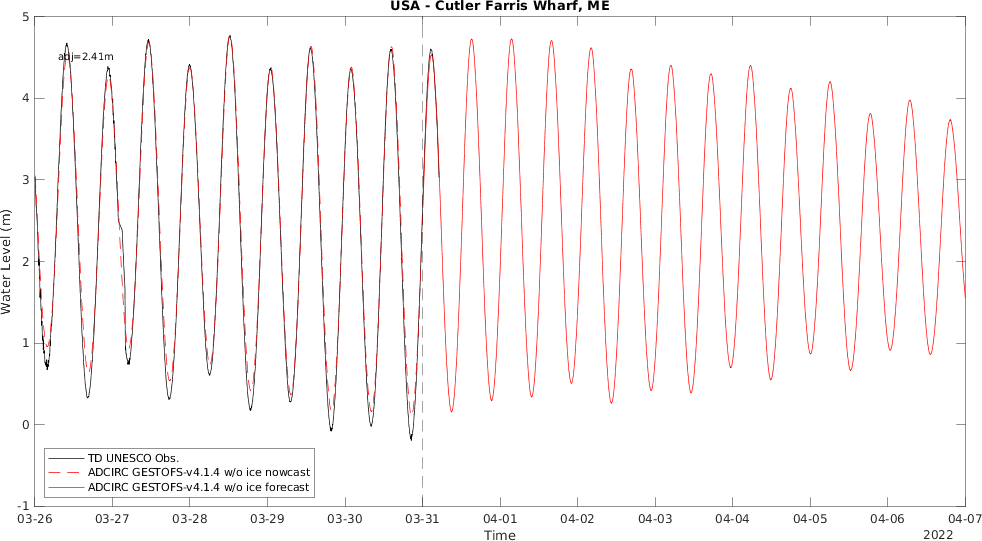 USA - Cutler Farris Wharf, ME
adj=2.41m
5
4
3
2
1
0
-1
Water Level (m)
TD UNESCO Obs.
ADCIRC GESTOFS-v4.1.4 w/o ice nowcast
ADCIRC GESTOFS-v4.1.4 w/o ice forecast
03-26 03-27 03-28 03-29 03-30 03-31 04-01 04-02 04-03 04-04 04-05 04-06 04-07
Time
2022